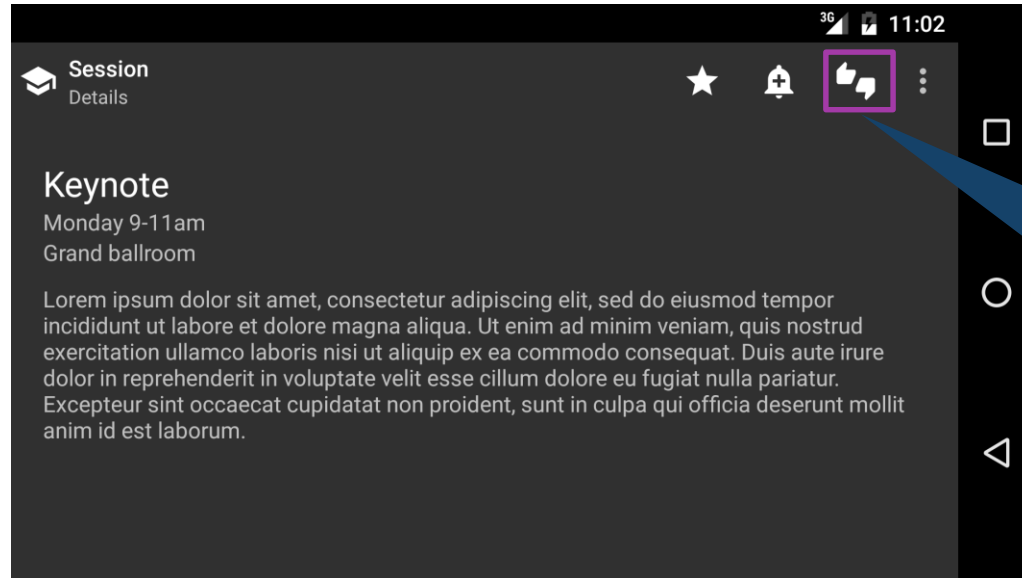 3G 11:02
Session
Details
Keynote
Monday 9-11am
Grand ballroom
Lorem ipsum dolor sit amet, consectetur adipiscing elit, sed do eiusmod tempor
incididunt ut labore et dolore magna aliqua. Ut enim ad minim veniam, quis nostrud
exercitation ullamco laboris nisi ut aliquip ex ea commodo consequat. Duis aute irure
dolor in reprehenderit in voluptate velit esse cillum dolore eu fugiat nulla pariatur.
Excepteur sint occaecat cupidatat non proident, sunt in culpa qui officia deserunt mollit
anim id est laborum.